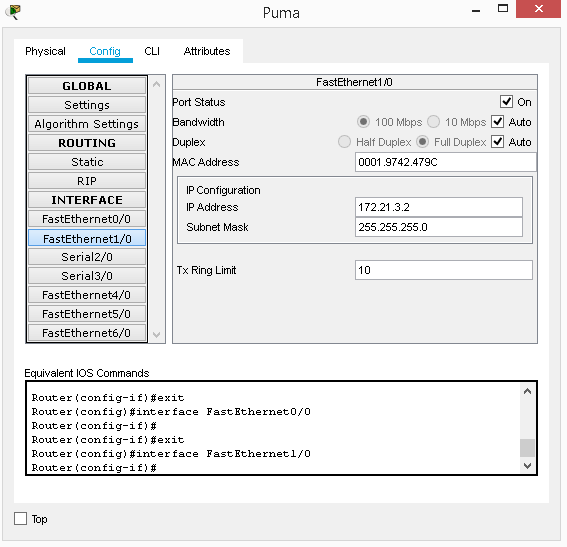 Puma
Physical Config CLI Attributes
GLOBAL
Settings
Algorithm Settings
ROUTING
Static
RIP
INTERFACE
FastEthernet0/0
FastEthernet1/0
Serial2/0
Serial3/0
FastEthernet4/0
FastEthernet5/0
FastEthernet6/0
FastEthernet1/0
Port Status On
Bandwidth 100 Mbps 10 Mbps Auto
Duplex Half Duplex Full Duplex Auto
MAC Address 0001.9742.479C
IP Configuration
IP Address 172.21.3.2
Subnet Mask 255.255.255.0
Tx Ring Limit 10
Equivalent IOS Commands
Router(config-if)#exit
Router(config)#interface FastEthernet0/0
Router(config-if)#
Router(config-if)#exit
Router(config)#interface FastEthernet1/0
Router(config-if)#
Top